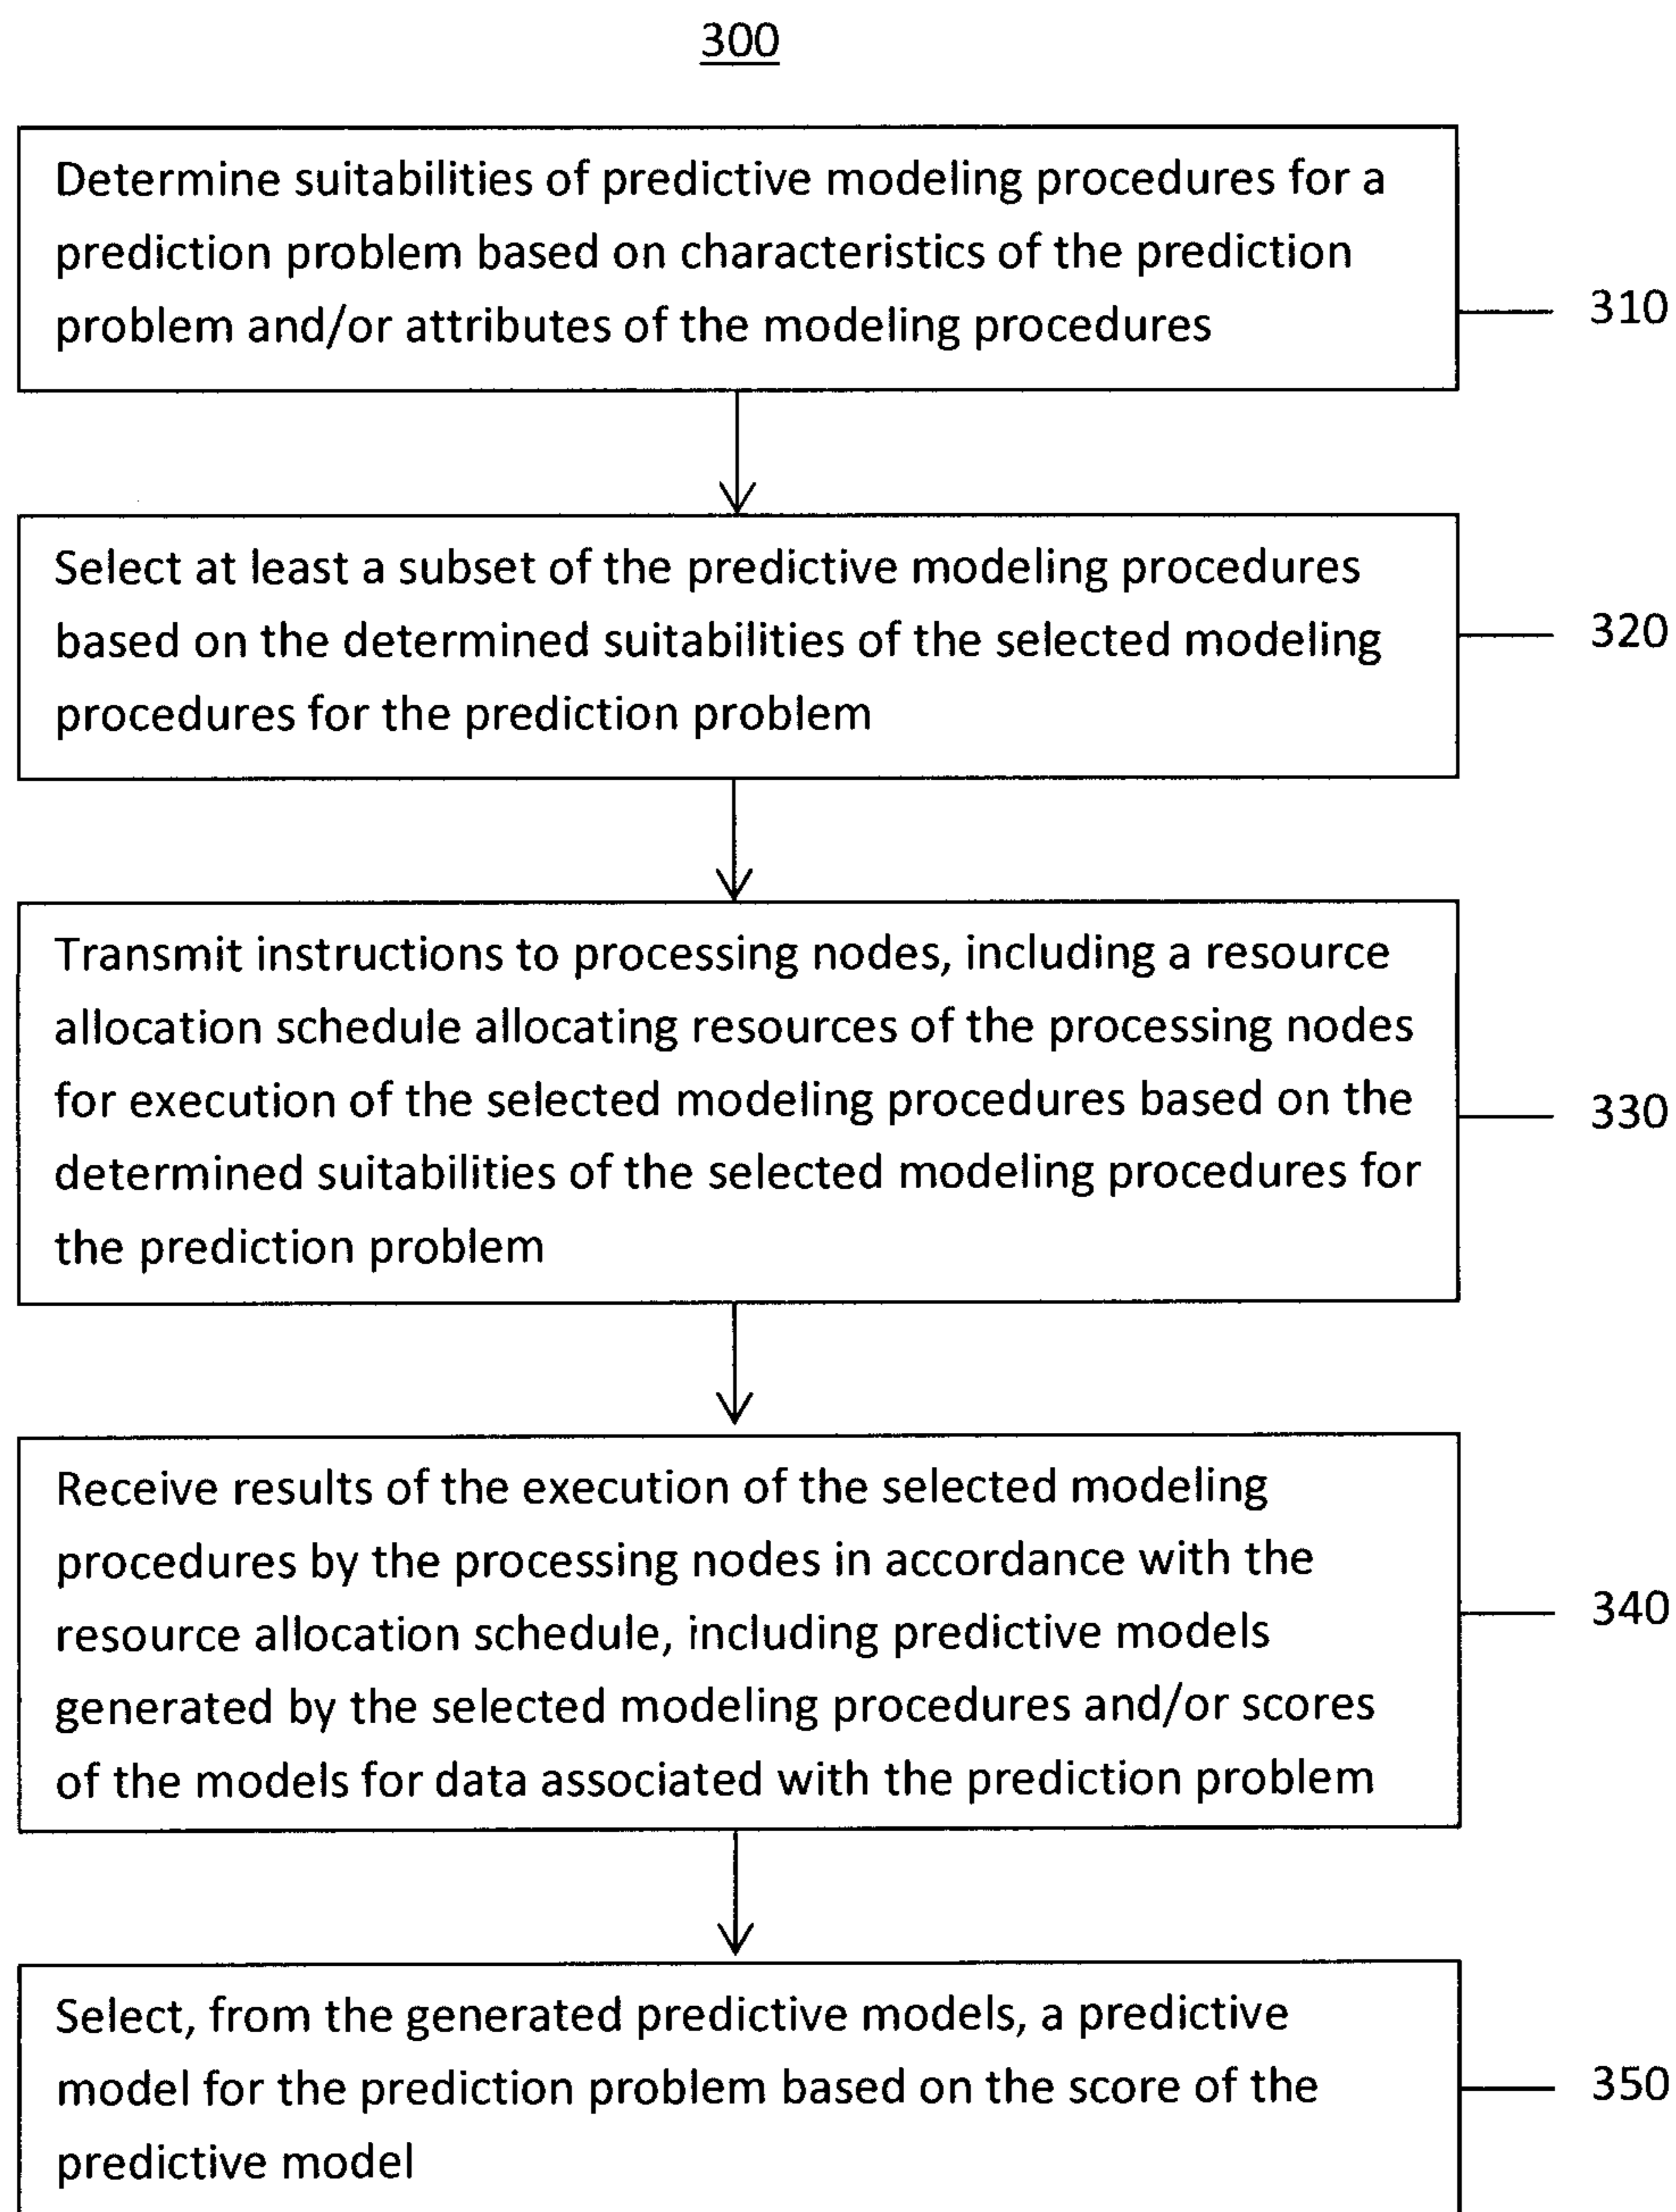 300
Determine suitabilities of predictive modeling procedures for a
prediction problem based on characteristics of the prediction
problem and/or attributes of the modeling procedures
310
Select at least a subset of the predictive modeling procedures
based on the determined suitabilities of the selected modeling
procedures for the prediction problem
320
Transmit instructions to processing nodes, including a resource
allocation schedule allocating resources of the processing nodes
for execution of the selected modeling procedures based on the
determined suitabilities of the selected modeling procedures for
the prediction problem
330
Receive results of the execution of the selected modeling
procedures by the processing nodes in accordance with the
resource allocation schedule, including predictive models
generated by the selected modeling procedures and/or scores
of the models for data associated with the prediction problem
340
Select, from the generated predictive models, a predictive
model for the prediction problem based on the score of the
predictive model
350